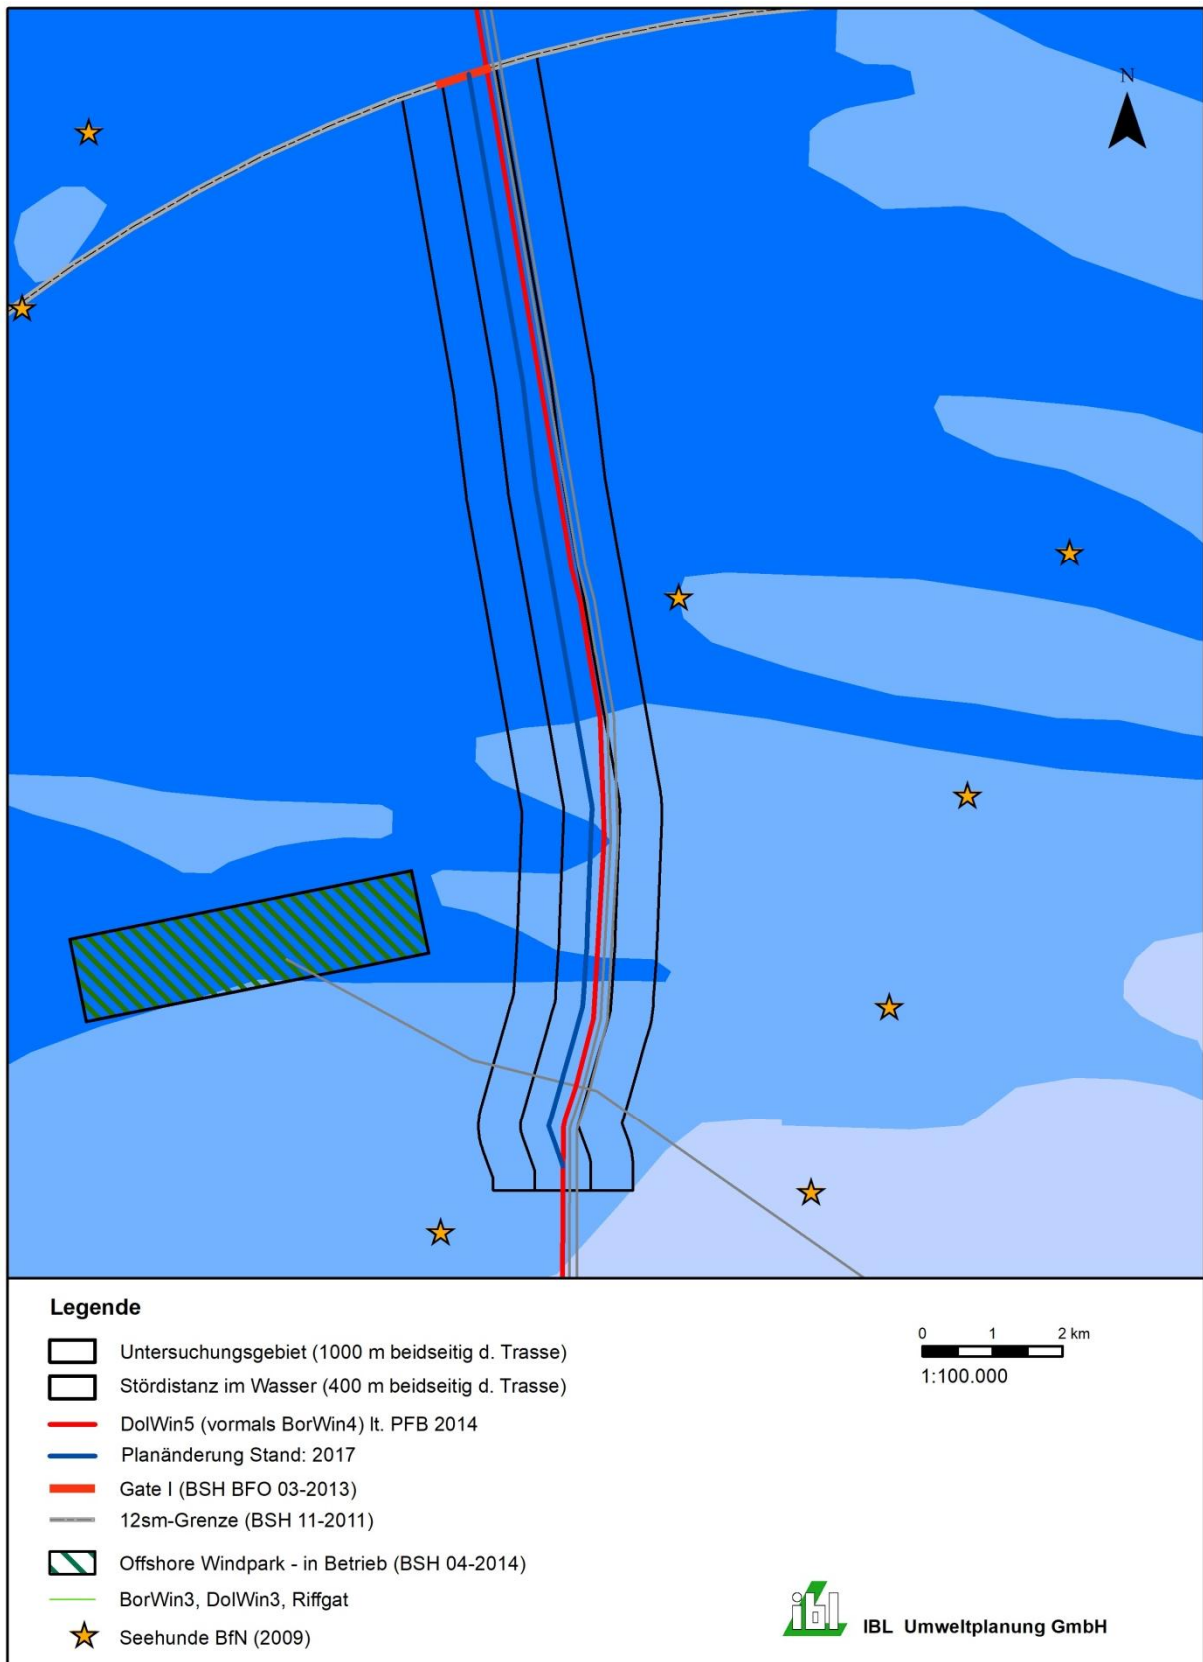 N
Legende
Untersuchungsgebiet (1000 m beidseitig d. Trasse)
Stördistanz im Wasser (400 m beidseitig d. Trasse)
DolWin5 (vormals BorWin4) lt. PFB 2014
Planänderung Stand: 2017
Gate I (BSH BFO 03-2013)
12sm-Grenze (BSH 11-2011)
Offshore Windpark - in Betrieb (BSH 04-2014)
BorWin3, DolWin3, Riffgat
Seehunde BfN (2009)
0 1 2 km
1:100.000
ibl IBL Umweltplanung GmbH